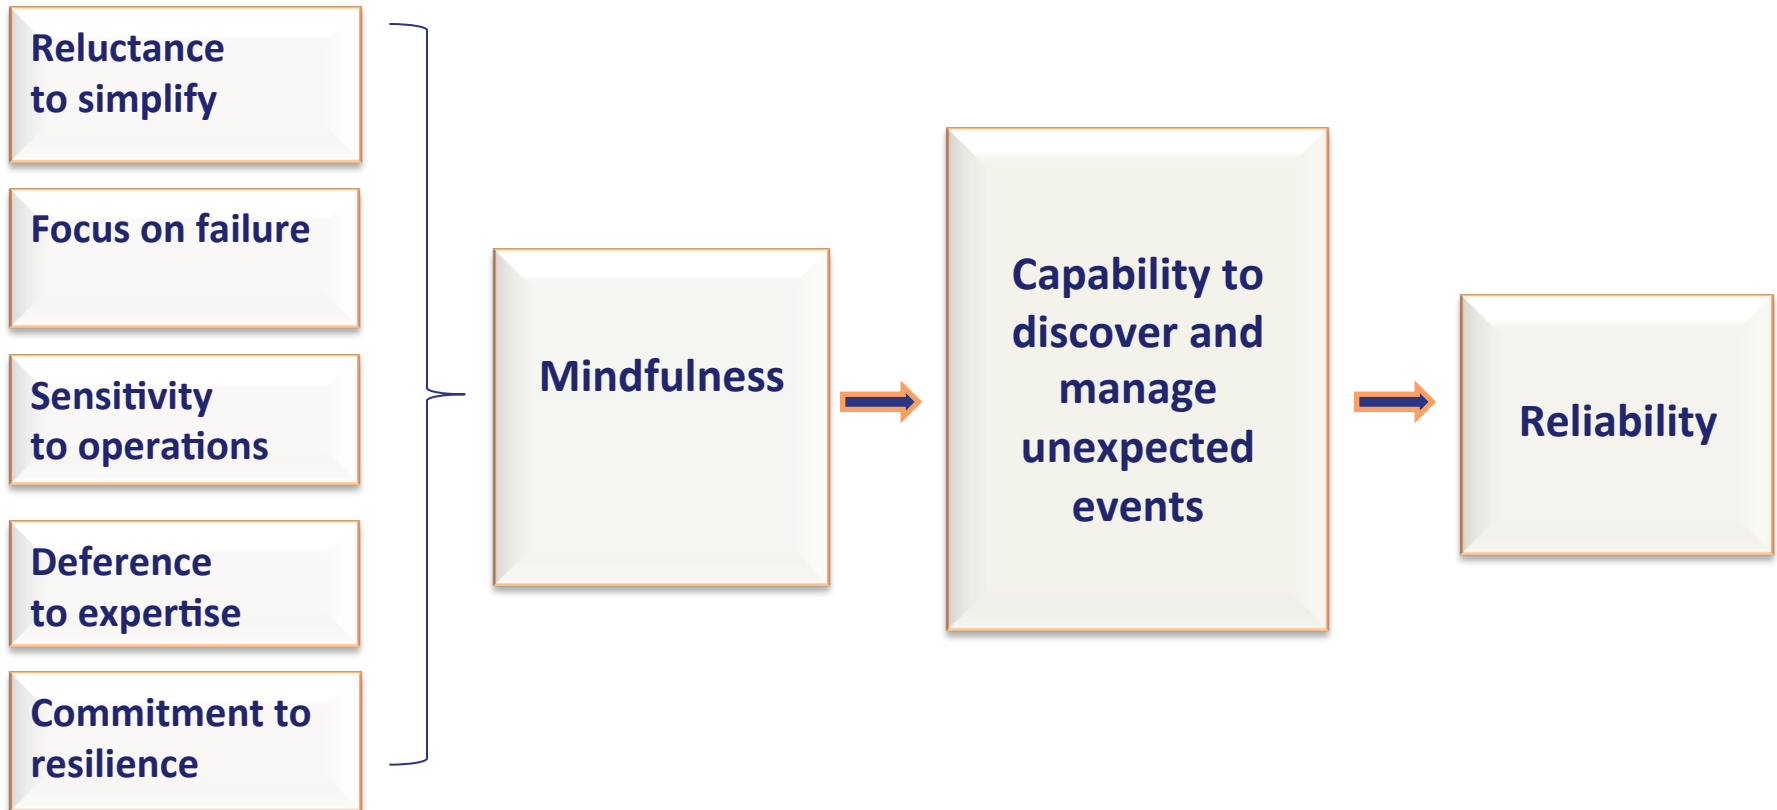 Reluctance
to simplify
Focus on failure
Sensitivity
to operations
Deference
to expertise
Commitment to
resilience
Mindfulness
Capability to
discover and
manage
unexpected
events
Reliability